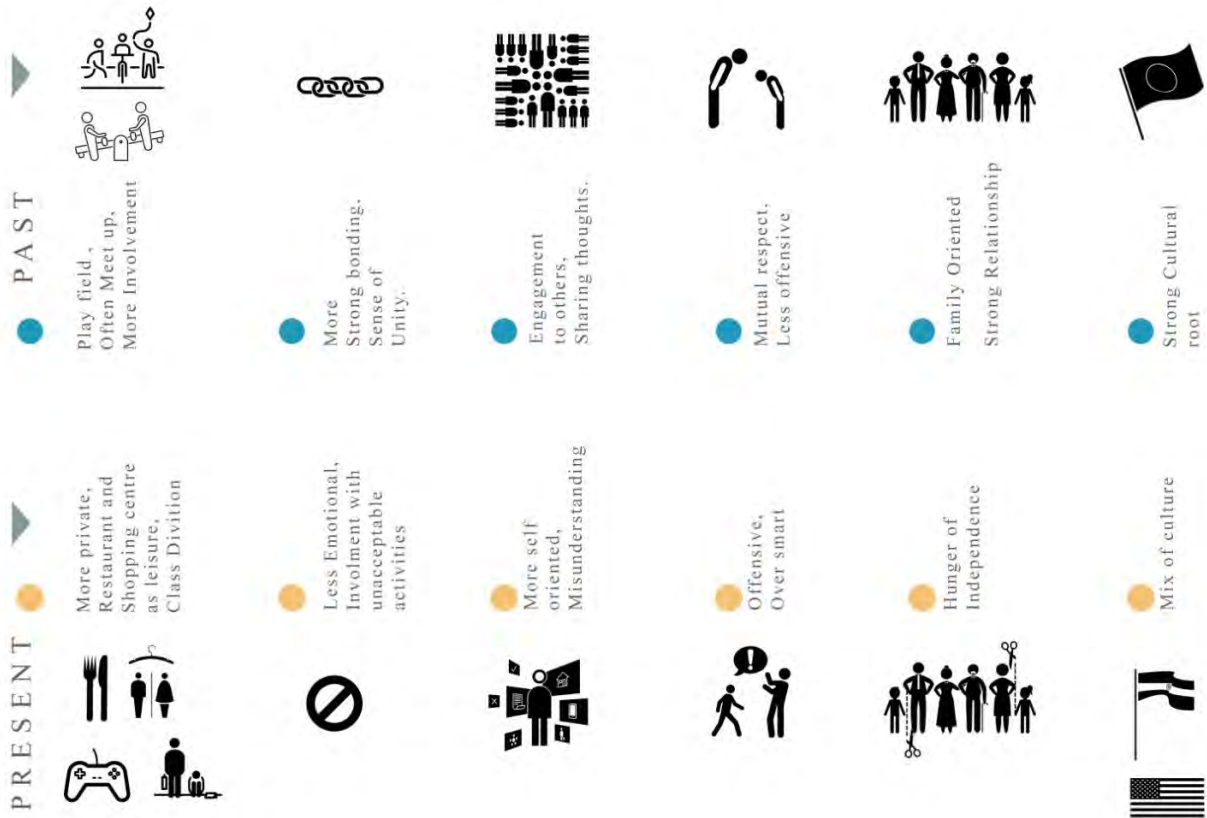 PRESENT
PAST
More private,
Restaurant and
Shopping centre
as leisure,
Class Divition
Play field ,
Often Meet up,
More Involvement
Less Emotional,
Involment with
unacceptable
activities
More
Strong bonding,
Sense of
Unity.
More self
oriented,
Misunderstanding
Engagement
to others,
Sharing thoughts.
Offensive,
Over smart
Mutual respect,
Less offensive
Hunger of
Independence
Family Oriented
Strong Relationship
Mix of culture
Strong Cultural
root